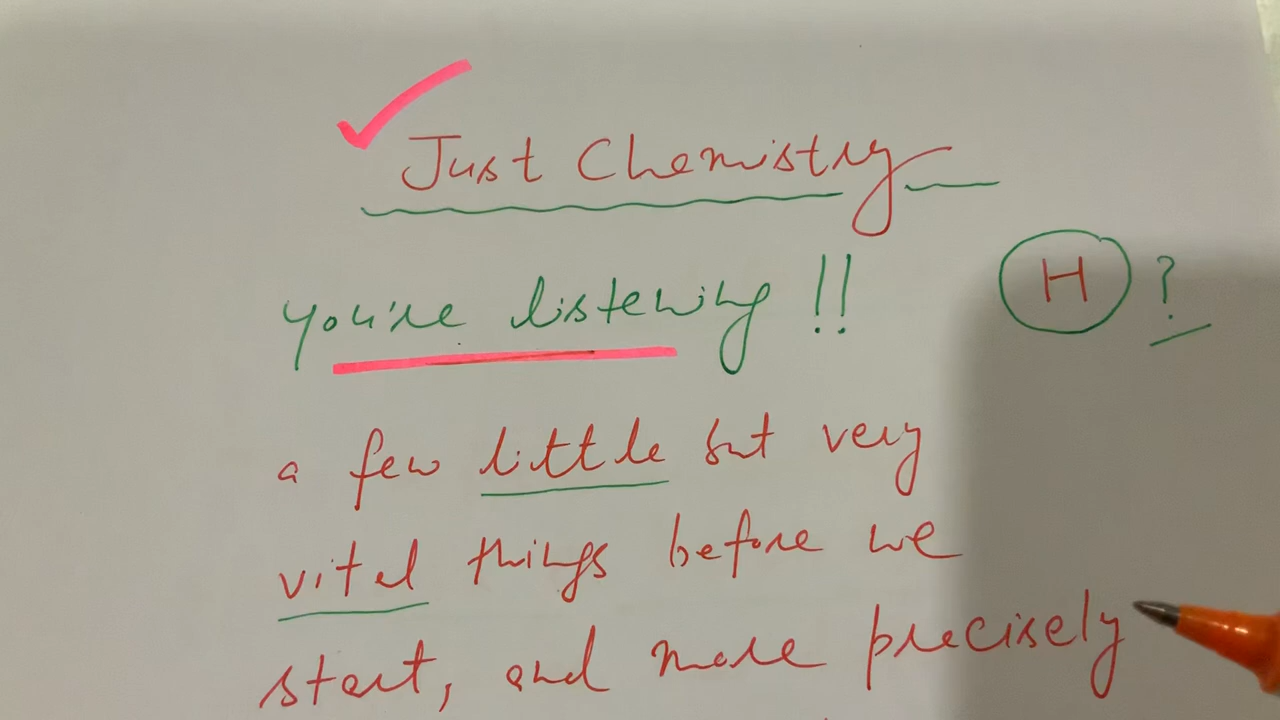 Just Chemistry
you're listening !!
H ?
a few little but very
vital things before we
start, and more precisely